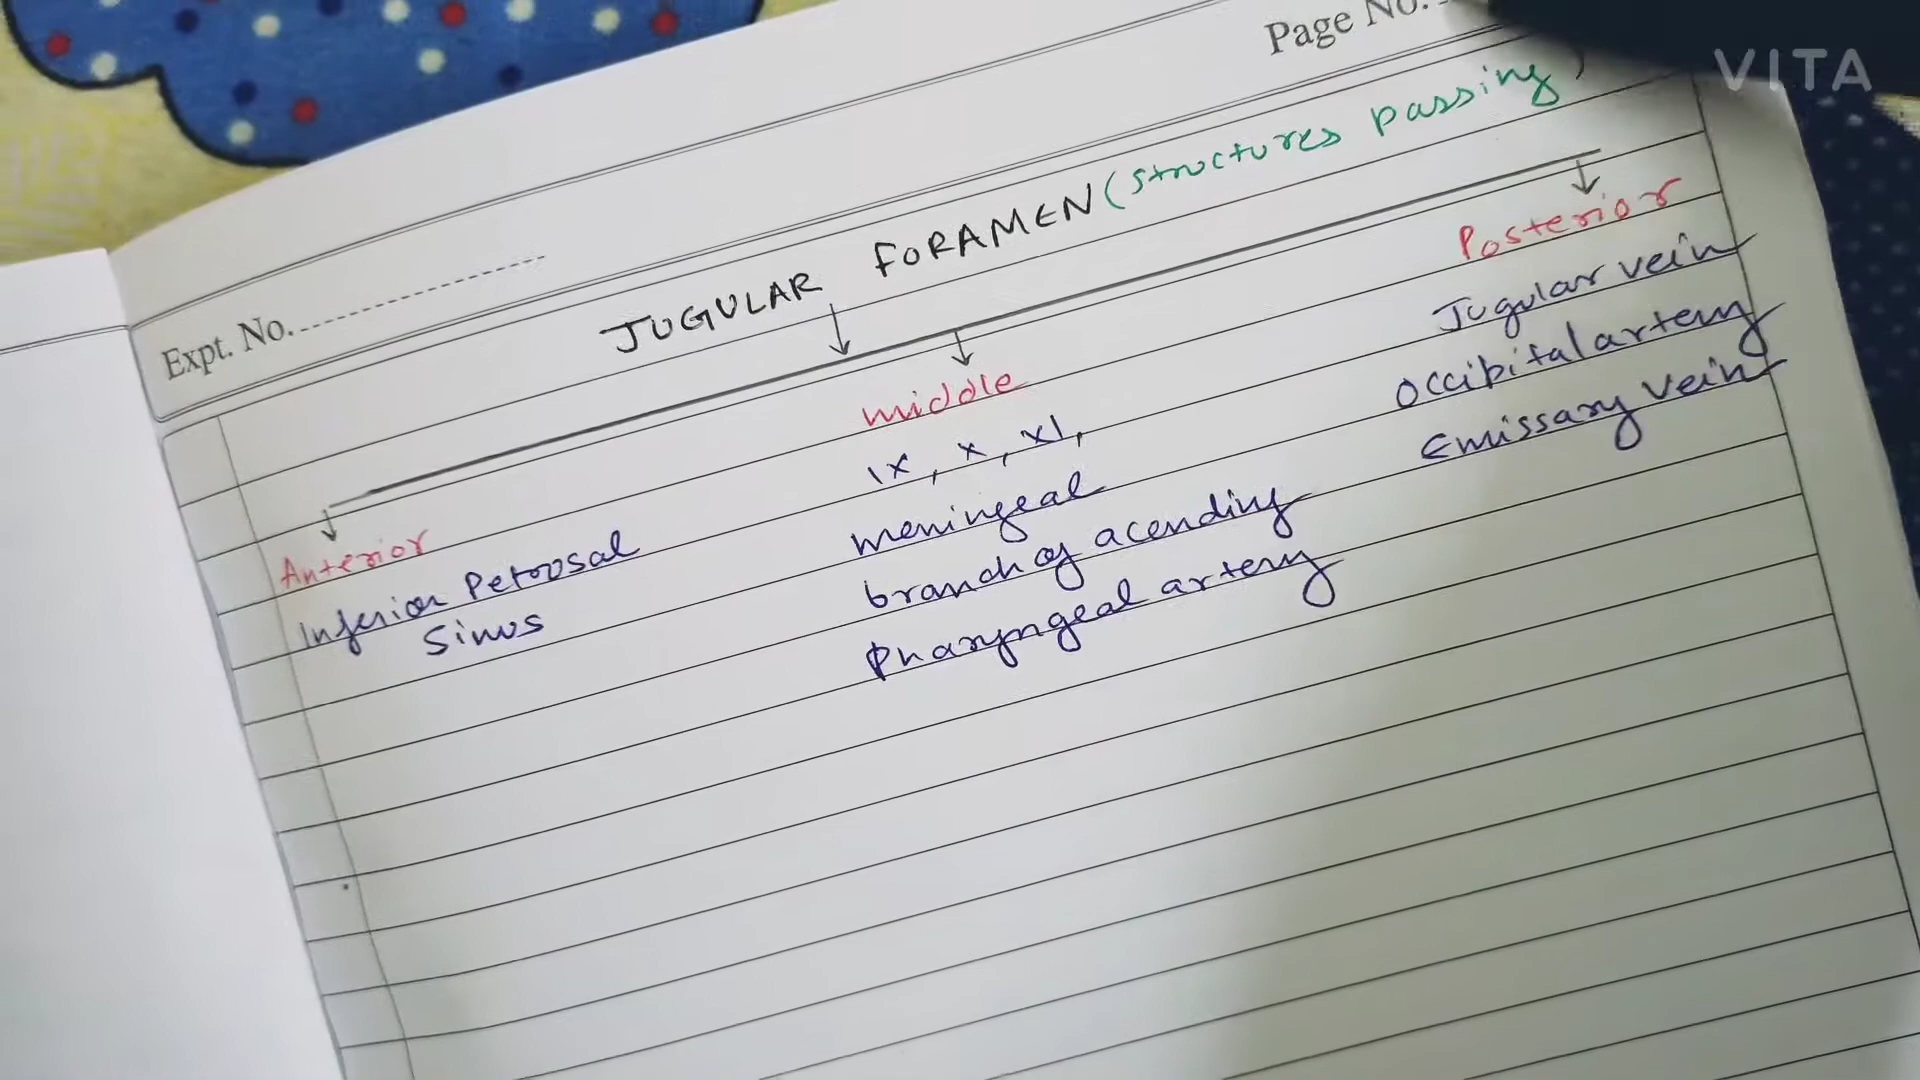 Page No.
VITA
Expt. No.
JUGULAR FORAMEN (structures passing)
Anterior
Inferior Petrosal
Sinus
middle
IX, X, XI,
meningeal
branch of acending
Pharyngeal artery
Posterior
Jugular vein
Occipital artery
Emissary vein